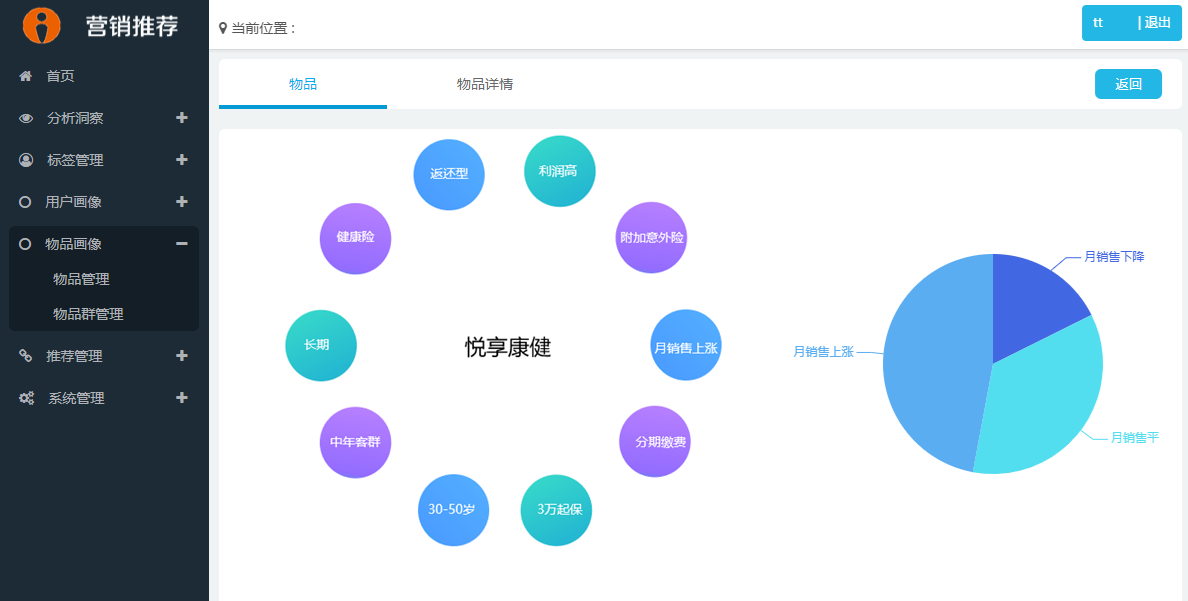 营销推荐
首页
分析洞察
标签管理
用户画像
物品画像
物品管理
物品群管理
推荐管理
系统管理
当前位置：
tt | 退出
物品
物品详情
返回
返还型
利润高
健康险
附加意外险
长期
悦享康健
月销售上涨
中年客群
分期缴费
30-50岁
3万起保
月销售下降
月销售上涨
月销售平